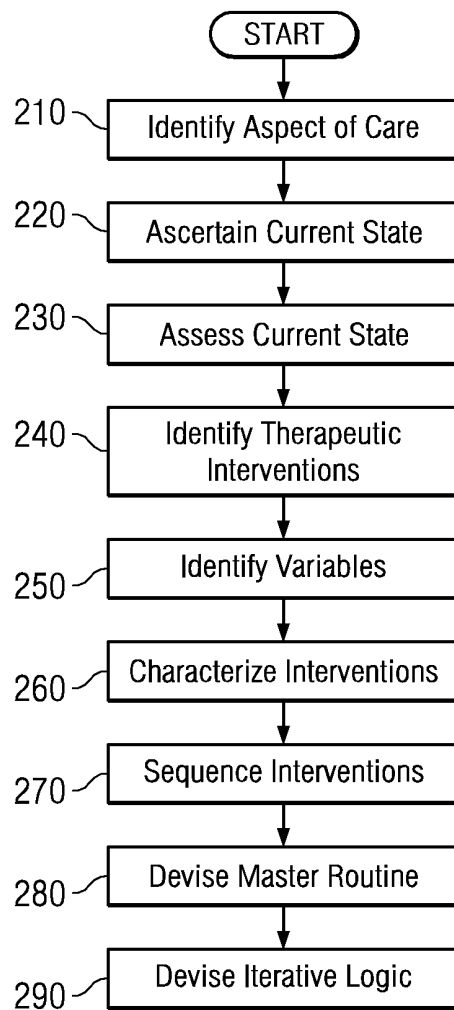 START
210
Identify Aspect of Care
220
Ascertain Current State
230
Assess Current State
240
Identify Therapeutic
Interventions
250
Identify Variables
260
Characterize Interventions
270
Sequence Interventions
280
Devise Master Routine
290
Devise Iterative Logic